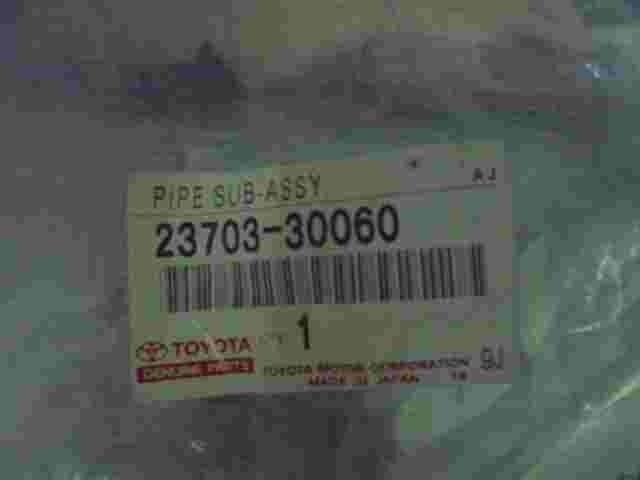 PIPE SUB-ASSY
AJ
23703-30060
1
TOYOTA
GENUINE PARTS
TOYOTA MOTOR CORPORATION
MADE IN JAPAN
9J